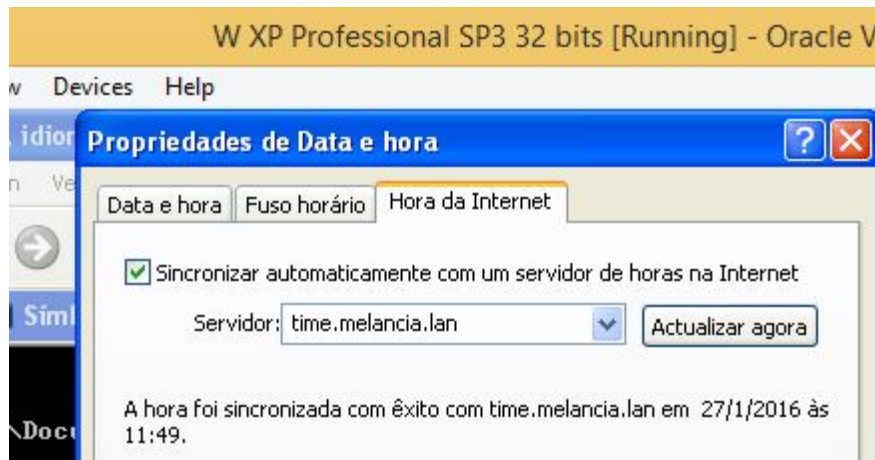 W XP Professional SP3 32 bits [Running] - Oracle V
Devices Help
idior
Propriedades de Data e hora
Ve
Data e hora Fuso horário Hora da Internet
Sincronizar automaticamente com um servidor de horas na Internet
Síml
Servidor: time.melancia.lan Actualizar agora
A hora foi sincronizada com êxito com time.melancia.lan em 27/1/2016 às
11:49.
\Docu